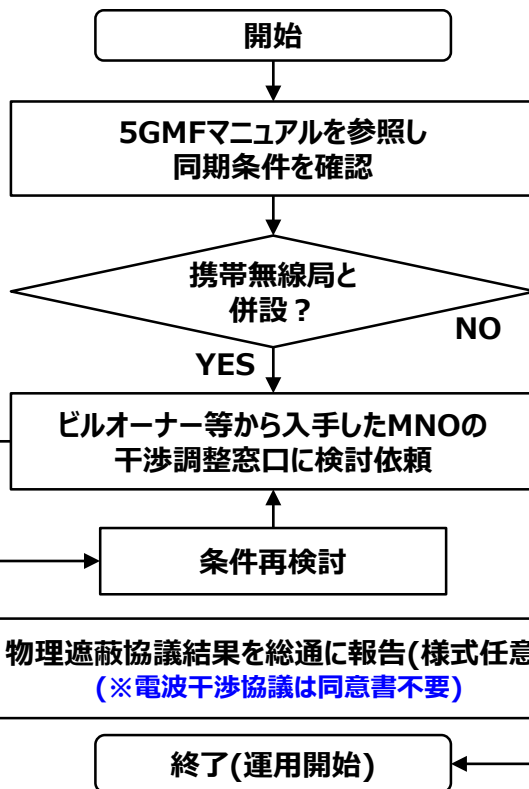 開始
5GMFマニュアルを参照し
同期条件を確認
携帯無線局と
併設？
NO
YES
ビルオーナー等から入手したMNOの
干渉調整窓口に検討依頼
条件再検討
物理遮蔽協議結果を総通に報告(様式任意
(※電波干渉協議は同意書不要)
終了(運用開始)